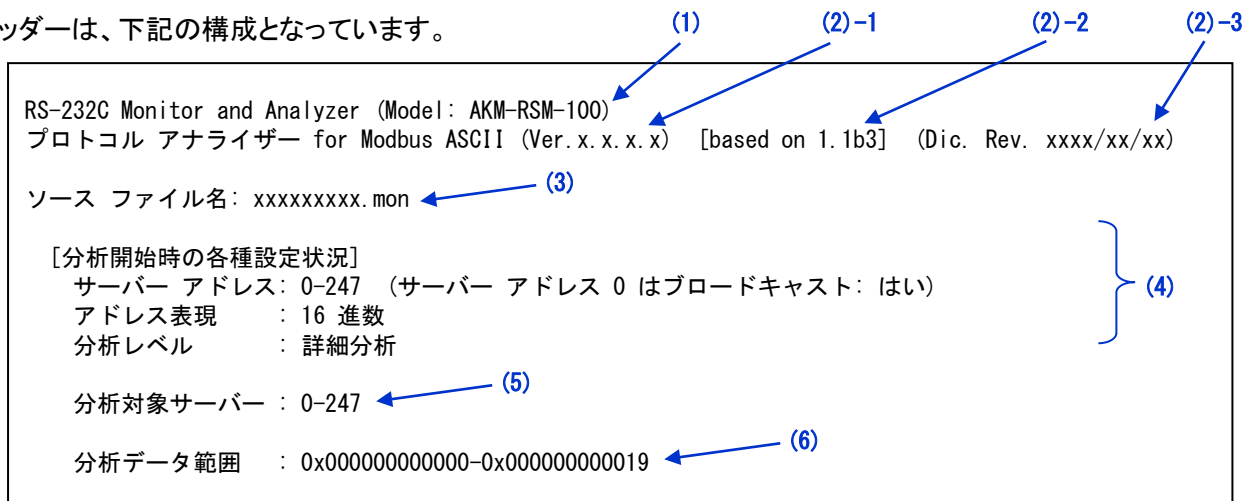 ッダーは、下記の構成となっています。
(1) (2)-1 (2)-2 (2)-3
RS-232C Monitor and Analyzer (Model: AKM-RSM-100)
プロトコル アナライザー for Modbus ASCII (Ver.x.x.x.x) [based on 1.1b3] (Dic. Rev. xxxx/xx/xx)
ソース ファイル名: xxxxxxxxx.mon (3)
[分析開始時の各種設定状況]
サーバー アドレス: 0-247 (サーバー アドレス 0 はブロードキャスト: はい)
(4)
アドレス表現 : 16 進数
分析レベル : 詳細分析
分析対象サーバー : 0-247 (5)
分析データ範囲 : 0x000000000000-0x000000000019 (6)